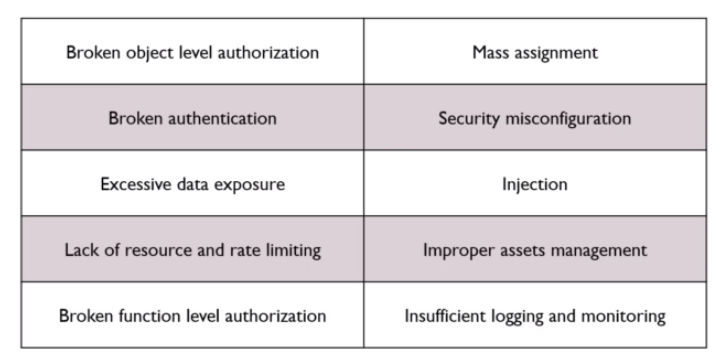 Broken object level authorization
Mass assignment
Broken authentication
Security misconfiguration
Excessive data exposure
Injection
Lack of resource and rate limiting
Improper assets management
Broken function level authorization
Insufficient logging and monitoring